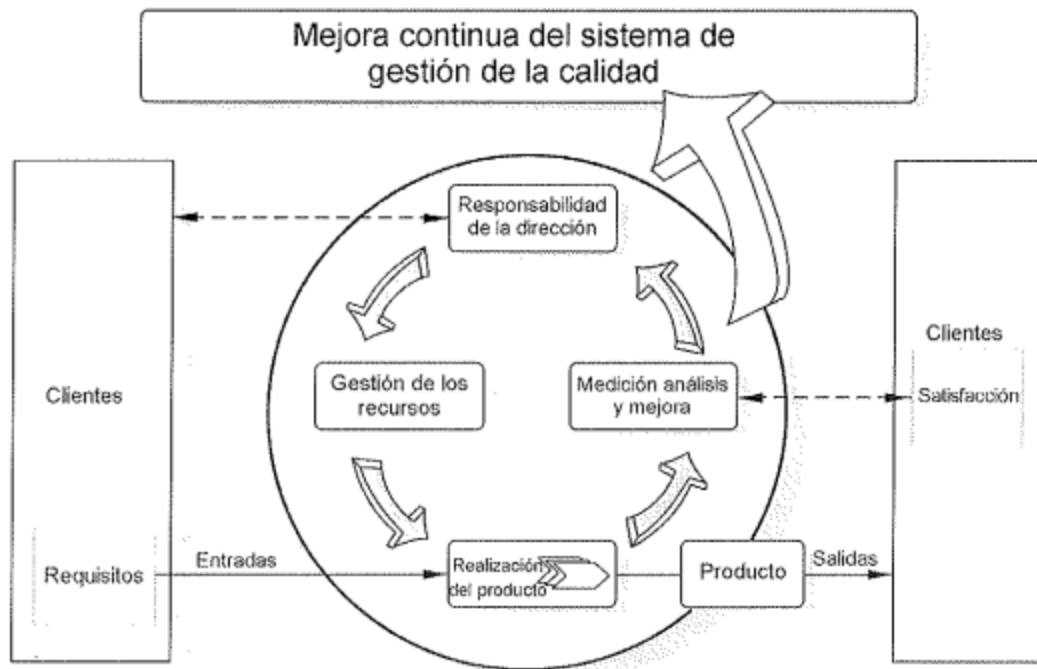 Mejora continua del sistema de
gestión de la calidad
Responsabilidad
de la dirección
Clientes
Gestión de los
recursos
Medición análisis
y mejora
Clientes
Satisfacción
Requisitos
Entradas
Realización
del producto
Producto
Salidas